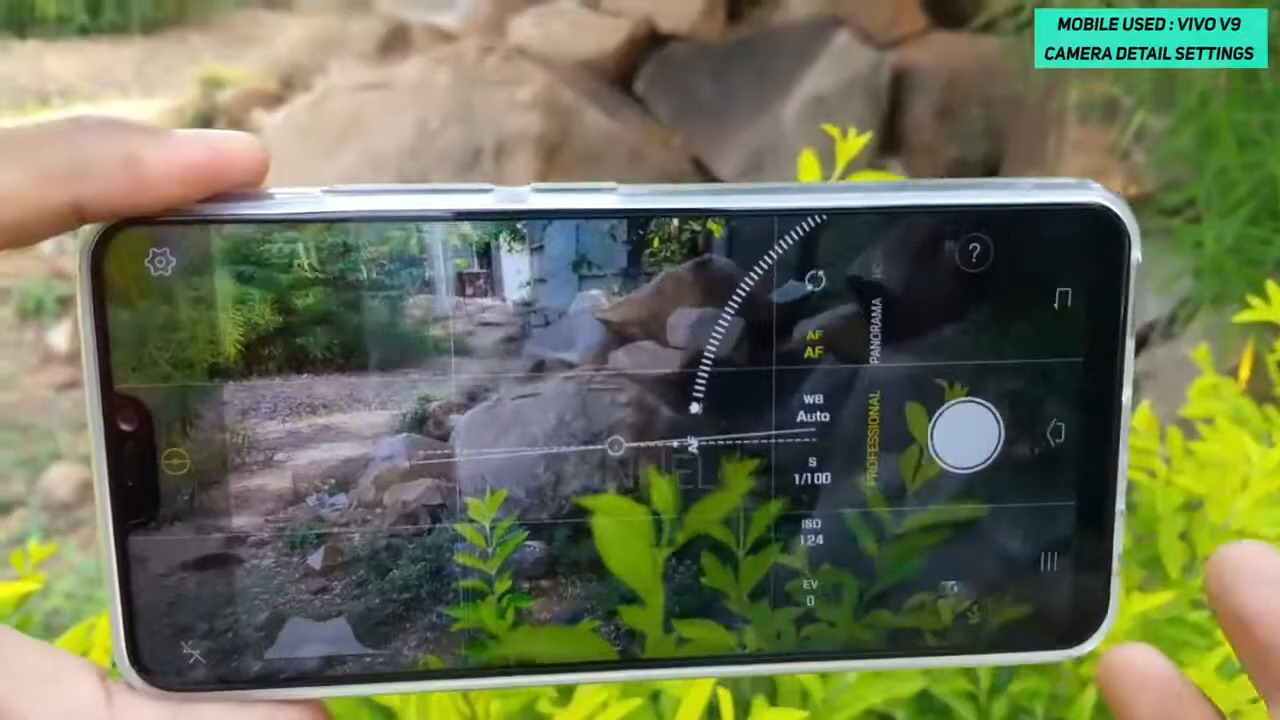 MOBILE USED : VIVO V9
CAMERA DETAIL SETTINGS
?
PANORAMA
PROFESSIONAL
AF
AF
AF
WB
Auto
S
1/100
ISO
124
EV
0